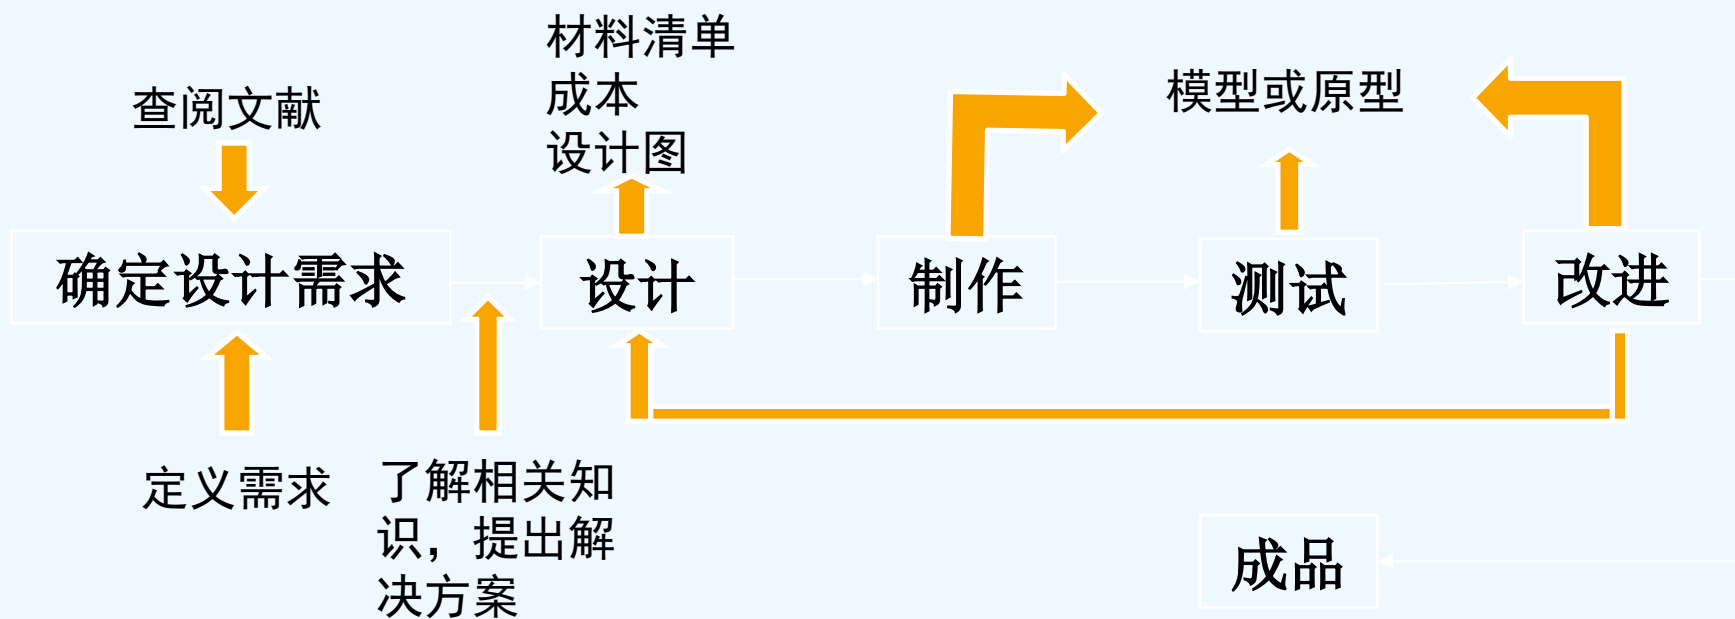 材料清单
成本
设计图
查阅文献
模型或原型
确定设计需求
设计
制作
测试
改进
定义需求
了解相关知
识，提出解
决方案
成品